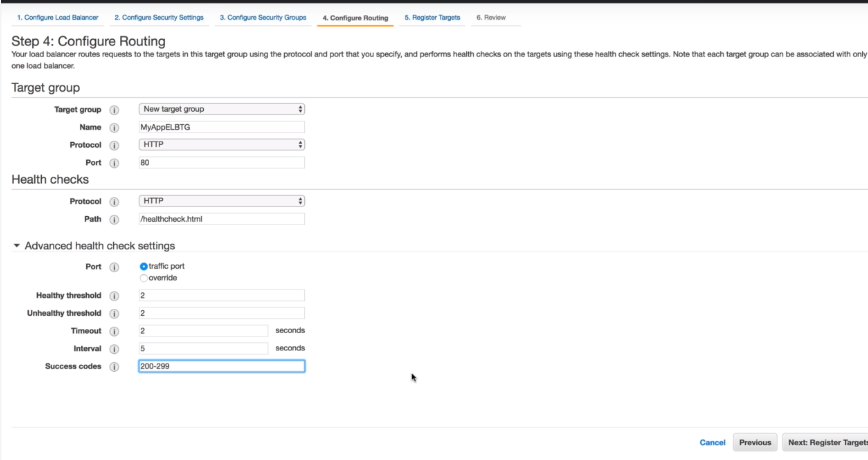 1. Configure Load Balancer 2. Configure Security Settings 3. Configure Security Groups 4. Configure Routing 5. Register Targets 6. Review
Step 4: Configure Routing
Your load balancer routes requests to the targets in this target group using the protocol and port that you specify, and performs health checks on the targets using these health check settings. Note that each target group can be associated with only
one load balancer.
Target group
Target group i New target group
Name i MyAppELBTG
Protocol i HTTP
Port i 80
Health checks
Protocol i HTTP
Path i /healthcheck.html
Advanced health check settings
Port i traffic port
override
Healthy threshold i 2
Unhealthy threshold i 2
Timeout i 2 seconds
Interval i 5 seconds
Success codes i 200-299
Cancel Previous Next: Register Targets